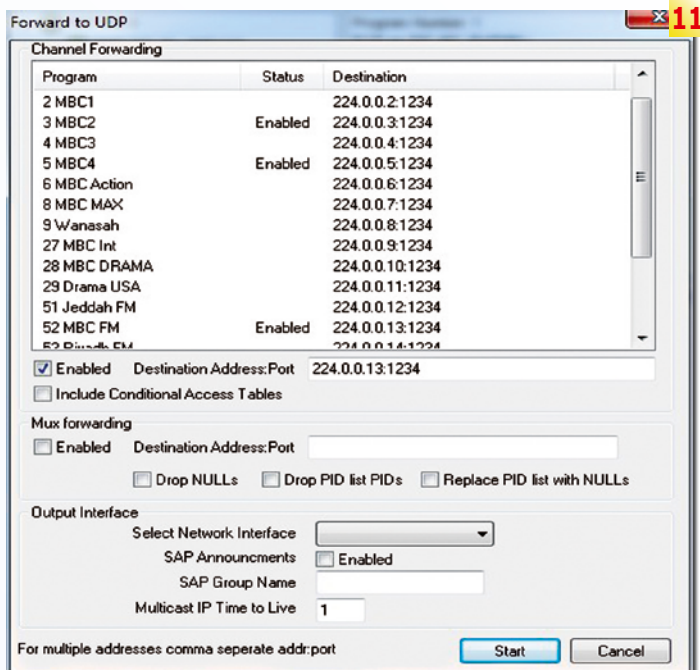 Forward to UDP
11
Channel Forwarding
Program Status Destination
2 MBC1 224.0.0.2:1234
3 MBC2 Enabled 224.0.0.3:1234
4 MBC3 224.0.0.4:1234
5 MBC4 Enabled 224.0.0.5:1234
6 MBC Action 224.0.0.6:1234
8 MBC MAX 224.0.0.7:1234
9 Wanasah 224.0.0.8:1234
27 MBC Int 224.0.0.9:1234
28 MBC DRAMA 224.0.0.10:1234
29 Drama USA 224.0.0.11:1234
51 Jeddah FM 224.0.0.12:1234
52 MBC FM Enabled 224.0.0.13:1234
53 Riyadh FM 224.0.0.14:1234
Enabled Destination Address:Port 224.0.0.13:1234
Include Conditional Access Tables
Mux forwarding
Enabled Destination Address:Port
Drop NULLs Drop PID list PIDs Replace PID list with NULLs
Output Interface
Select Network Interface
SAP Announcments Enabled
SAP Group Name
Multicast IP Time to Live 1
For multiple addresses comma seperate addr:port Start Cancel